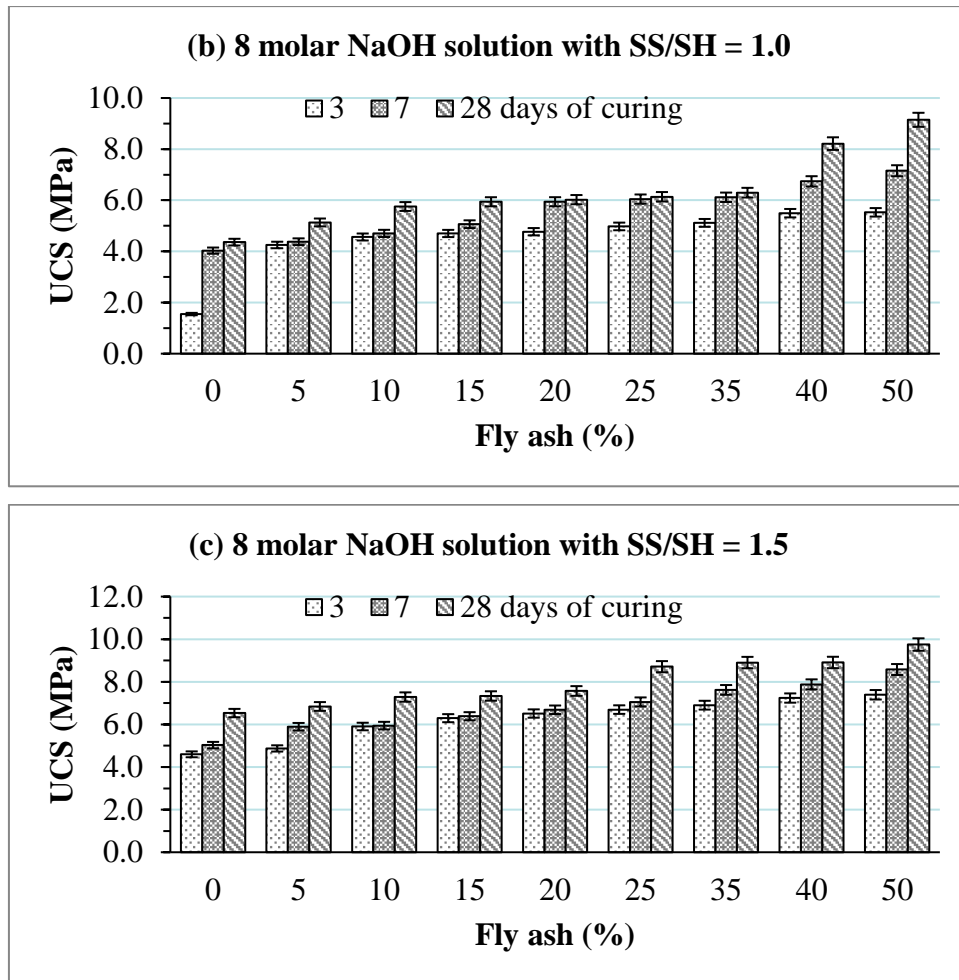 (b) 8 molar NaOH solution with SS/SH = 1.0
10.0
3 7 28 days of curing
8.0
6.0
4.0
2.0
0.0
UCS (MPa)
0 5 10 15 20 25 35 40 50
Fly ash (%)
(c) 8 molar NaOH solution with SS/SH = 1.5
12.0
3 7 28 days of curing
10.0
8.0
6.0
4.0
2.0
0.0
UCS (MPa)
0 5 10 15 20 25 35 40 50
Fly ash (%)